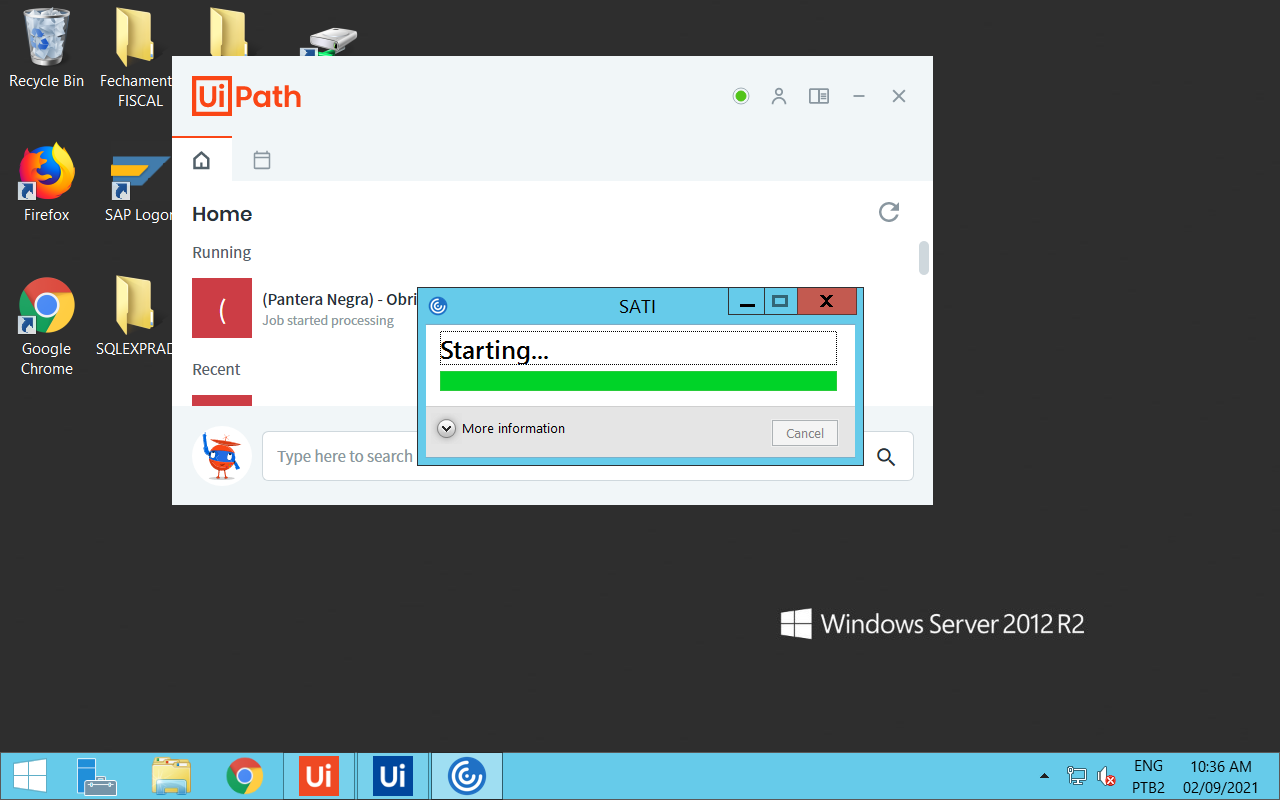 Recycle Bin
Fechament
FISCAL
Firefox
SAP Logon
Google
Chrome
SQLEXPRAD
UiPath
Home
Running
(
(Pantera Negra) - Obri
Job started processing
Recent
Type here to search
SATI
Starting...
More information
Cancel
Windows Server 2012 R2
Ui
Ui
ENG
PTB2
10:36 AM
02/09/2021